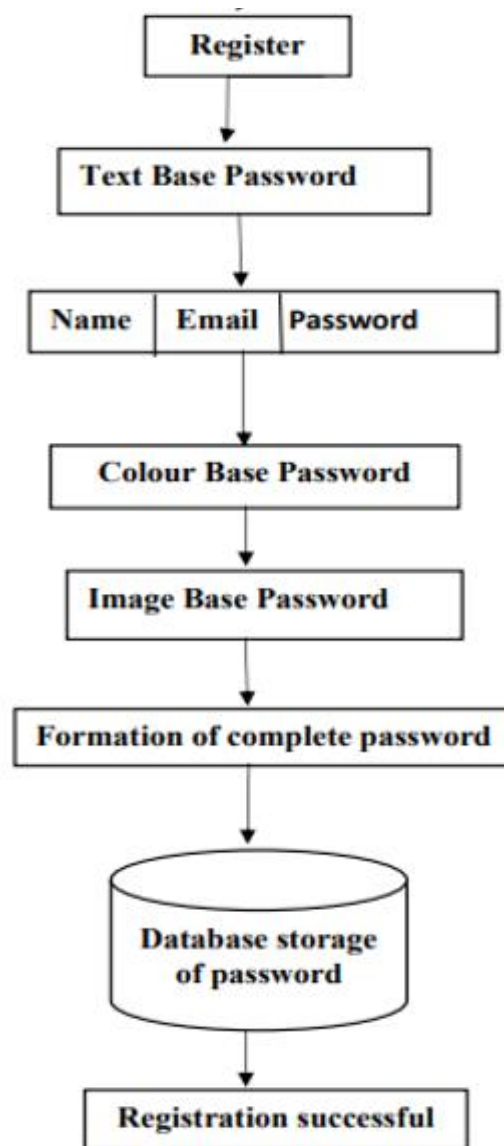 Register
Text Base Password
Name Email Password
Colour Base Password
Image Base Password
Formation of complete password
Database storage
of password
Registration successful